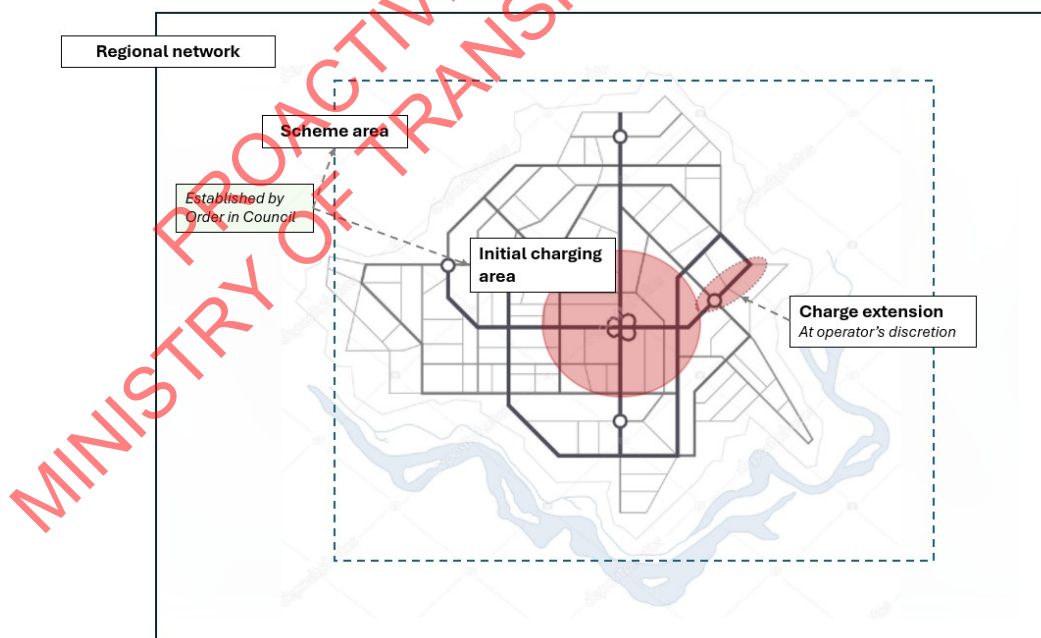 Regional network
Scheme area
Established by
Order in Council
Initial charging
area
Charge extension
At operator's discretion
PROACTIV
MINISTRY OF TRANS